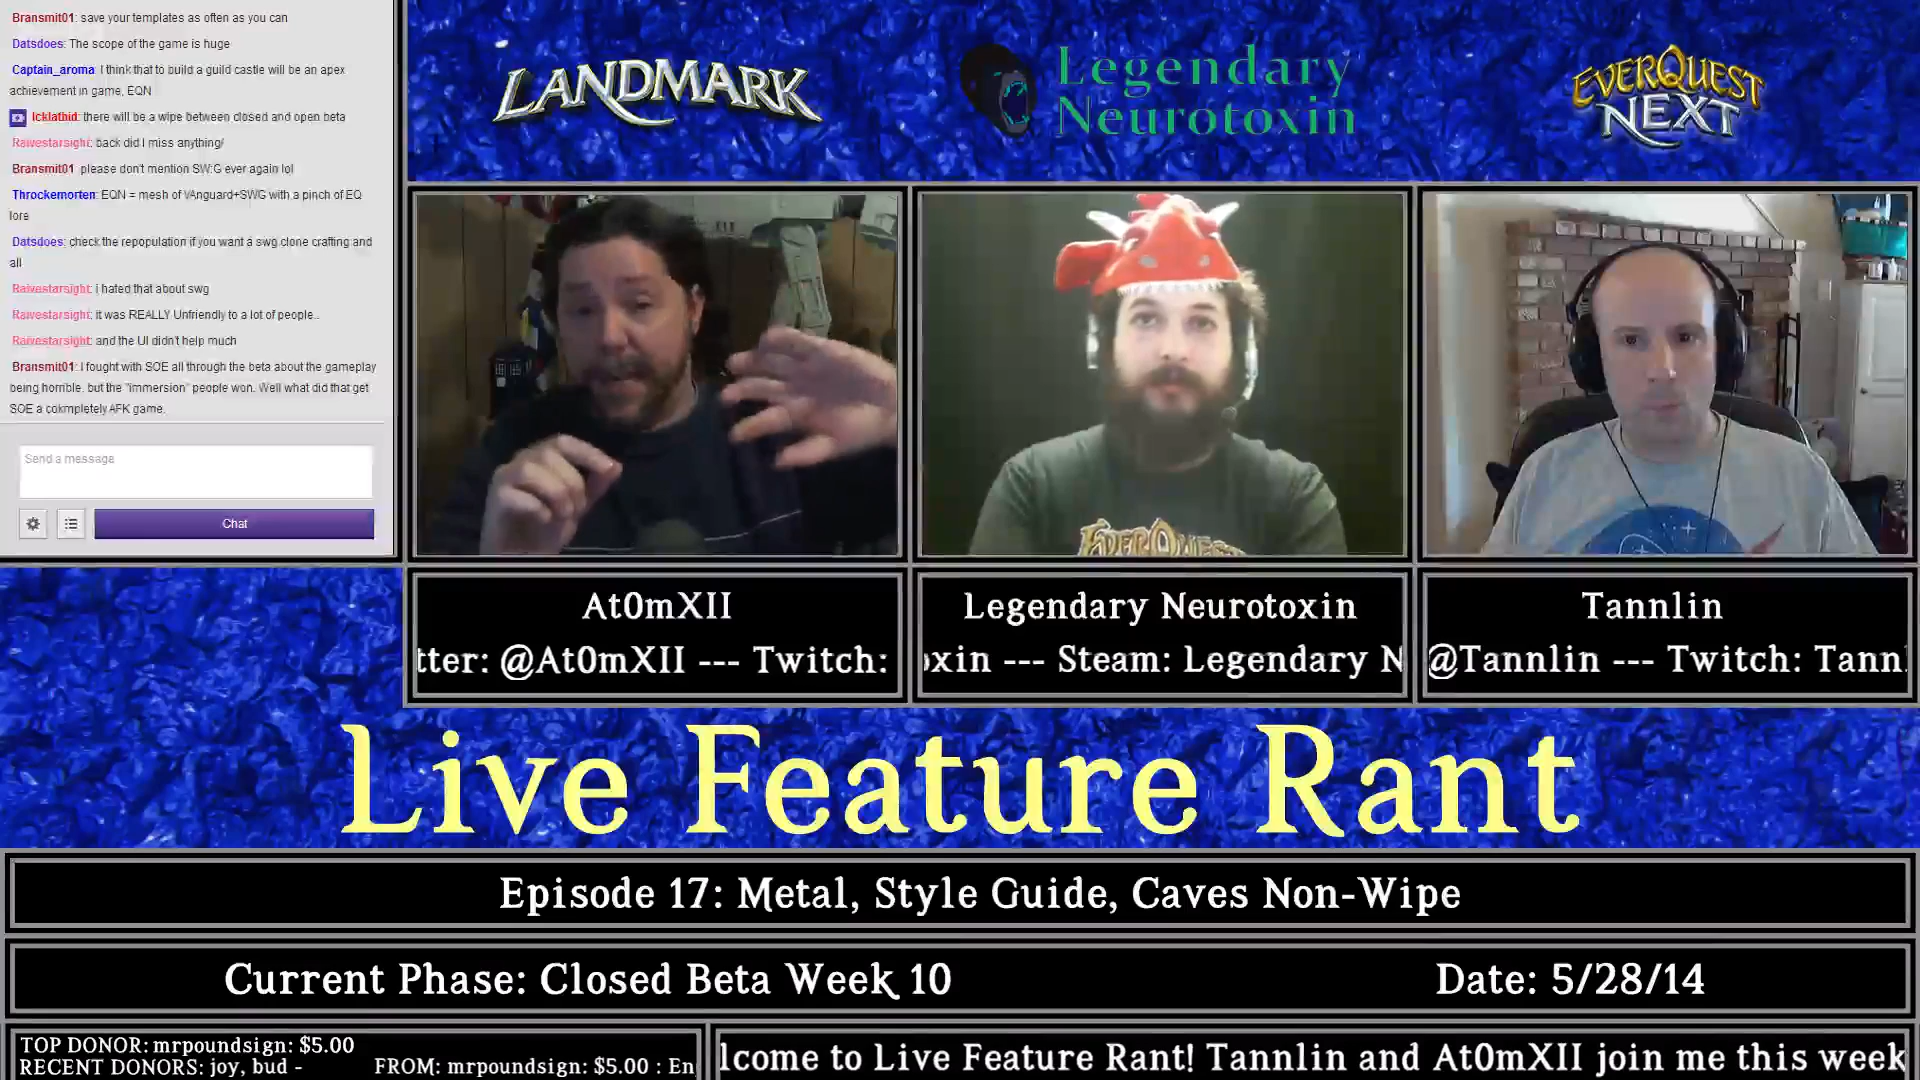 Bransmit01: save your templates as often as you can
Datsdoes: The scope of the game is huge
Captain_aroma: I think that to build a guild castle will be an apex
achievement in game, EQN
Icklathid: there will be a wipe between closed and open beta
Raivestarsight: back did I miss anything/
Bransmit01: please don't mention SW:G ever again lol
Throckemorten: EQN = mesh of VAnguard+SWG with a pinch of EQ
lore
Datsdoes: check the repopulation if you want a swg clone crafting and
all
Raivestarsight: i hated that about swg
Raivestarsight: it was REALLY Unfriendly to a lot of people..
Raivestarsight: and the UI didn't help much
Bransmit01: I fought with SOE all through the beta about the gameplay
being horrible. but the "immersion" people won. Well what did that get
SOE a cokmpletely AFK game.
Send a message
Chat
LANDMARK
Legendary
Neurotoxin
EVERQUEST
NEXT
EVERQUEST
At0mXII
tter: @At0mXII --- Twitch:
Legendary Neurotoxin
oxin --- Steam: Legendary N
Tannlin
@Tannlin --- Twitch: Tannl
Live Feature Rant
Episode 17: Metal, Style Guide, Caves Non-Wipe
Current Phase: Closed Beta Week 10
Date: 5/28/14
TOP DONOR: mrpoundsign: $5.00
RECENT DONORS: joy, bud -
FROM: mrpoundsign: $5.00 : En
lcome to Live Feature Rant! Tannlin and At0mXII join me this week